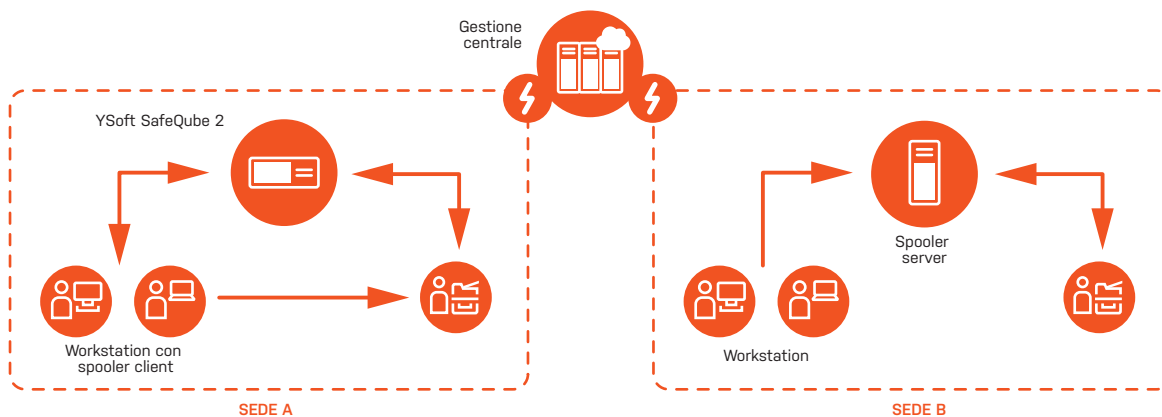 Gestione
centrale
YSoft SafeQube 2
Workstation con
spooler client
SEDE A
Spooler
server
Workstation
SEDE B